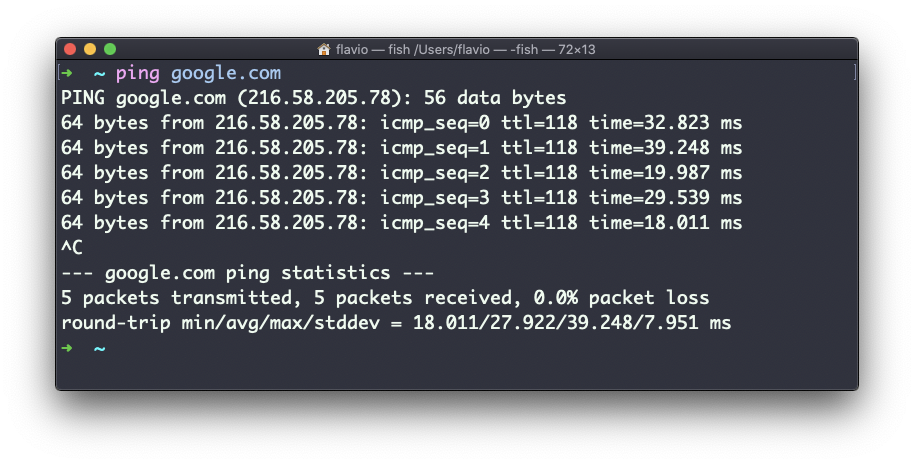 flavio — fish /Users/flavio — -fish — 72×13
➜ ~ ping google.com
PING google.com (216.58.205.78): 56 data bytes
64 bytes from 216.58.205.78: icmp_seq=0 ttl=118 time=32.823 ms
64 bytes from 216.58.205.78: icmp_seq=1 ttl=118 time=39.248 ms
64 bytes from 216.58.205.78: icmp_seq=2 ttl=118 time=19.987 ms
64 bytes from 216.58.205.78: icmp_seq=3 ttl=118 time=29.539 ms
64 bytes from 216.58.205.78: icmp_seq=4 ttl=118 time=18.011 ms
^C
--- google.com ping statistics ---
5 packets transmitted, 5 packets received, 0.0% packet loss
round-trip min/avg/max/stddev = 18.011/27.922/39.248/7.951 ms
➜ ~